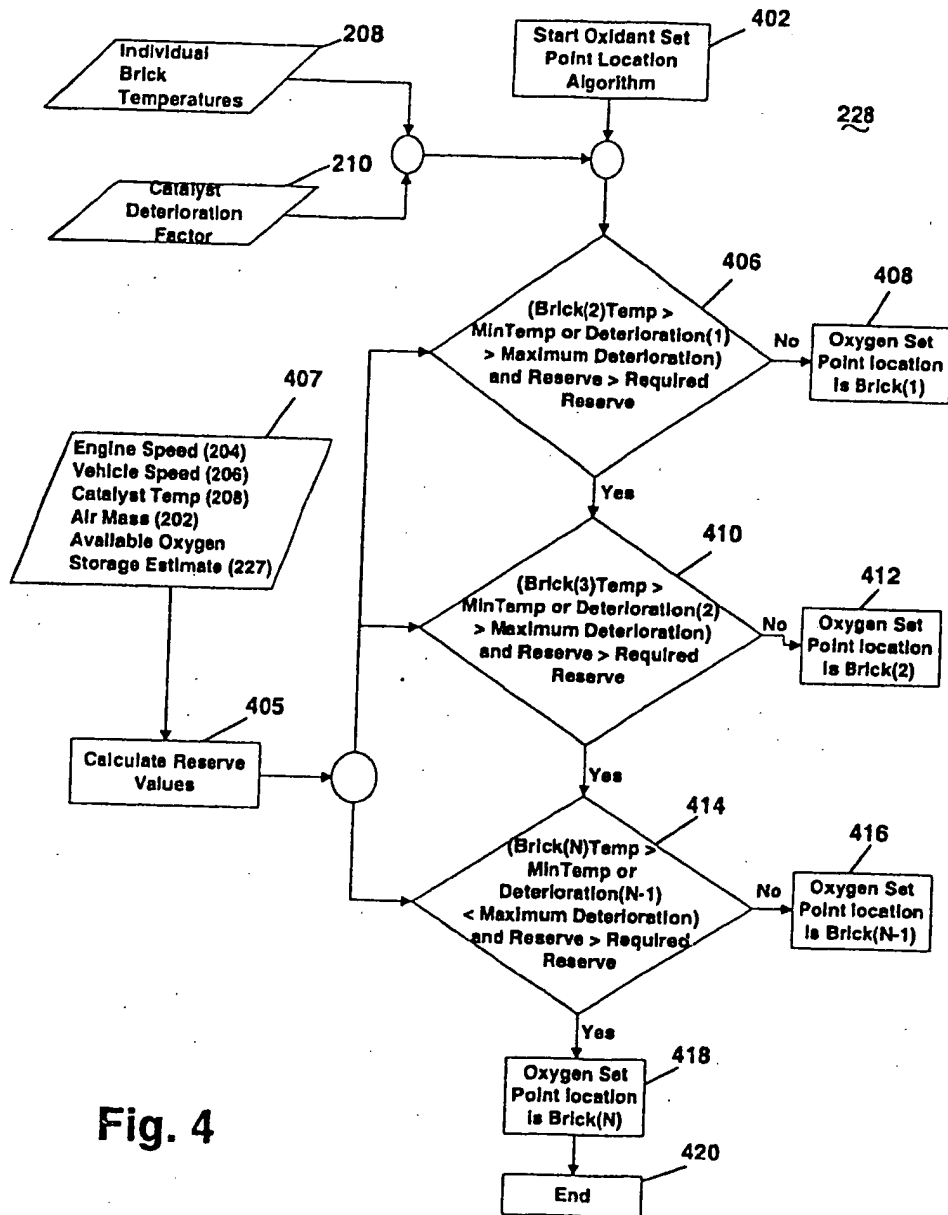 208
Individual
Brick
Temperatures
402
Start Oxidant Set
Point Location
Algorithm
228
210
Catalyst
Deterioration
Factor
406
(Brick(2)Temp >
MinTemp or Deterioration(1)
> Maximum Deterioration)
and Reserve > Required
Reserve
No
408
Oxygen Set
Point location
is Brick(1)
407
Engine Speed (204)
Vehicle Speed (206)
Catalyst Temp (208)
Air Mass (202)
Available Oxygen
Storage Estimate (227)
Yes
410
(Brick(3)Temp >
MinTemp or Deterioration(2)
> Maximum Deterioration)
and Reserve > Required
Reserve
No
412
Oxygen Set
Point location
is Brick(2)
405
Calculate Reserve
Values
Yes
414
(Brick(N)Temp >
MinTemp or
Deterioration(N-1)
< Maximum Deterioration)
and Reserve > Required
Reserve
No
416
Oxygen Set
Point location
is Brick(N-1)
Yes
418
Oxygen Set
Point location
is Brick(N)
420
End
Fig. 4